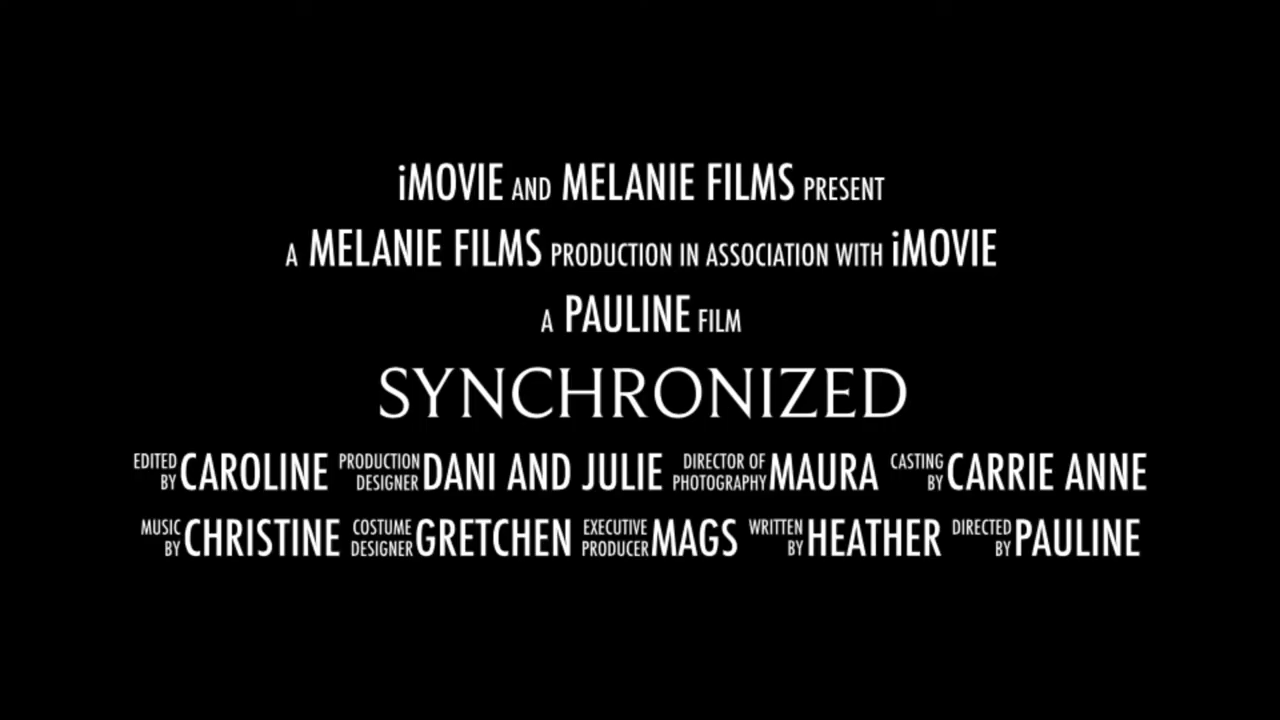 iMOVIE AND MELANIE FILMS PRESENT
A MELANIE FILMS PRODUCTION IN ASSOCIATION WITH iMOVIE
A PAULINE FILM
SYNCHRONIZED
EDITED BY CAROLINE PRODUCTION DESIGNER DANI AND JULIE DIRECTOR OF PHOTOGRAPHY MAURA CASTING BY CARRIE ANNE
MUSIC BY CHRISTINE COSTUME DESIGNER GRETCHEN EXECUTIVE PRODUCER MAGS WRITTEN BY HEATHER DIRECTED BY PAULINE